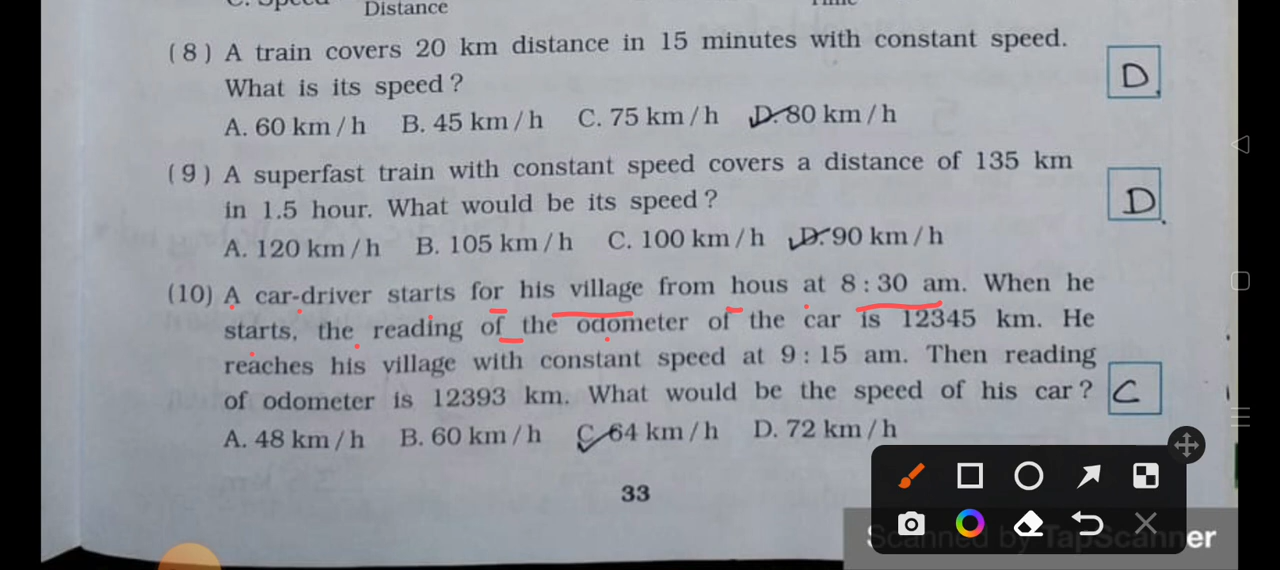 Distance
(8) A train covers 20 km distance in 15 minutes with constant speed.
What is its speed?
D
A. 60 km/h B. 45 km/h C. 75 km/h D. 80 km/h
(9) A superfast train with constant speed covers a distance of 135 km
in 1.5 hour. What would be its speed?
D
A. 120 km/h B. 105 km/h C. 100 km/h D. 90 km/h
(10) A car-driver starts for his village from hous at 8:30 am. When he
starts, the reading of the odometer of the car is 12345 km. He
reaches his village with constant speed at 9:15 am. Then reading
of odometer is 12393 km. What would be the speed of his car?
C
A. 48 km/h B. 60 km/h C. 64 km/h D. 72 km/h
33